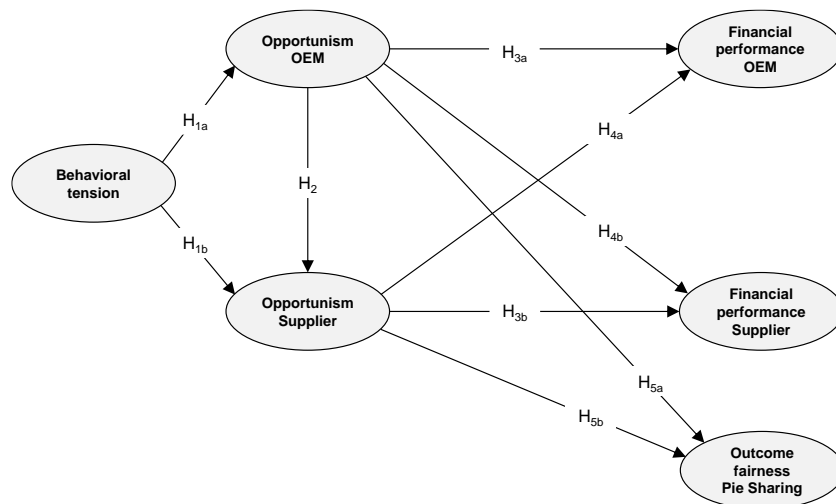 Opportunism
OEM
Financial
performance
OEM
H3a
H1a
H4a
Behavioral
tension
H2
H1b
H4b
Opportunism
Supplier
Financial
performance
Supplier
H3b
H5a
H5b
Outcome
fairness
Pie Sharing